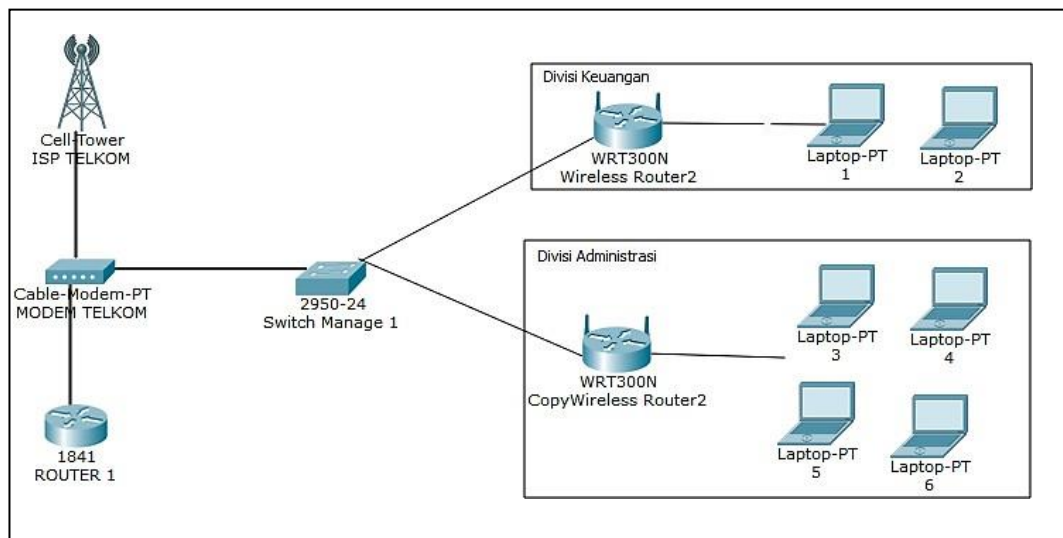 Cell-Tower
ISP TELKOM
Cable-Modem-PT
MODEM TELKOM
1841
ROUTER 1
2950-24
Switch Manage 1
Divisi Keuangan
WRT300N
Wireless Router2
Laptop-PT
1
Laptop-PT
2
Divisi Administrasi
WRT300N
CopyWireless Router2
Laptop-PT
3
Laptop-PT
4
Laptop-PT
5
Laptop-PT
6